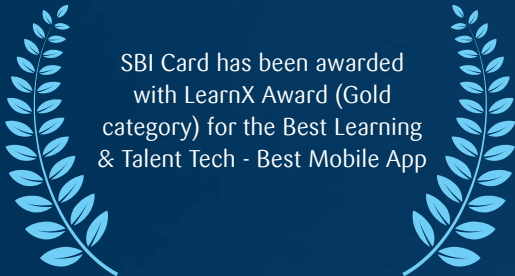 SBI Card has been awarded
with LearnX Award (Gold
category) for the Best Learning
& Talent Tech - Best Mobile App